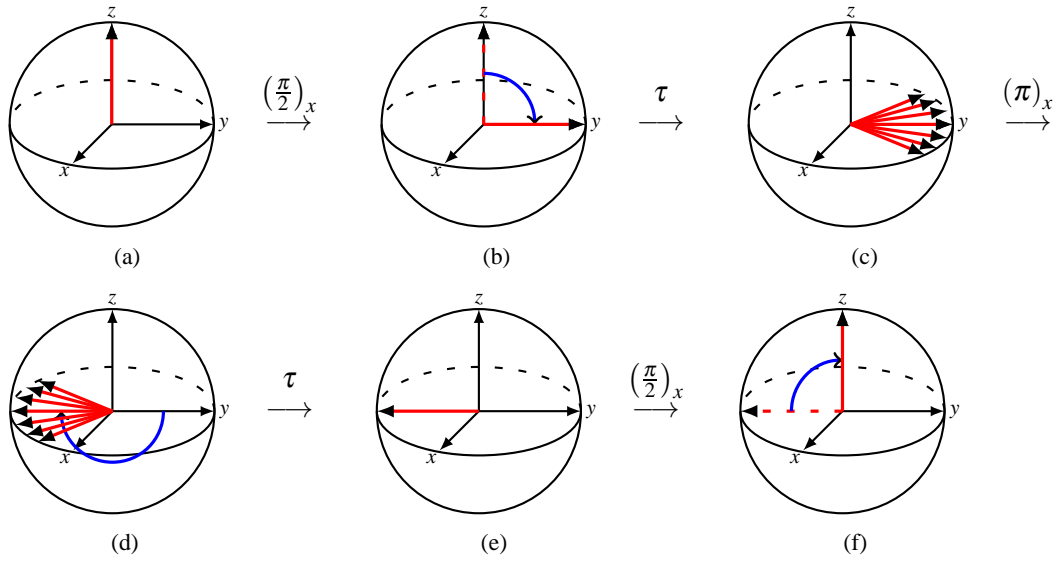 z
y
x
(a)
(π/2)ₓ
⟶
z
y
x
(b)
τ
⟶
z
y
x
(c)
(π)ₓ
⟶
z
y
x
(d)
τ
⟶
z
y
x
(e)
(π/2)ₓ
⟶
z
y
x
(f)